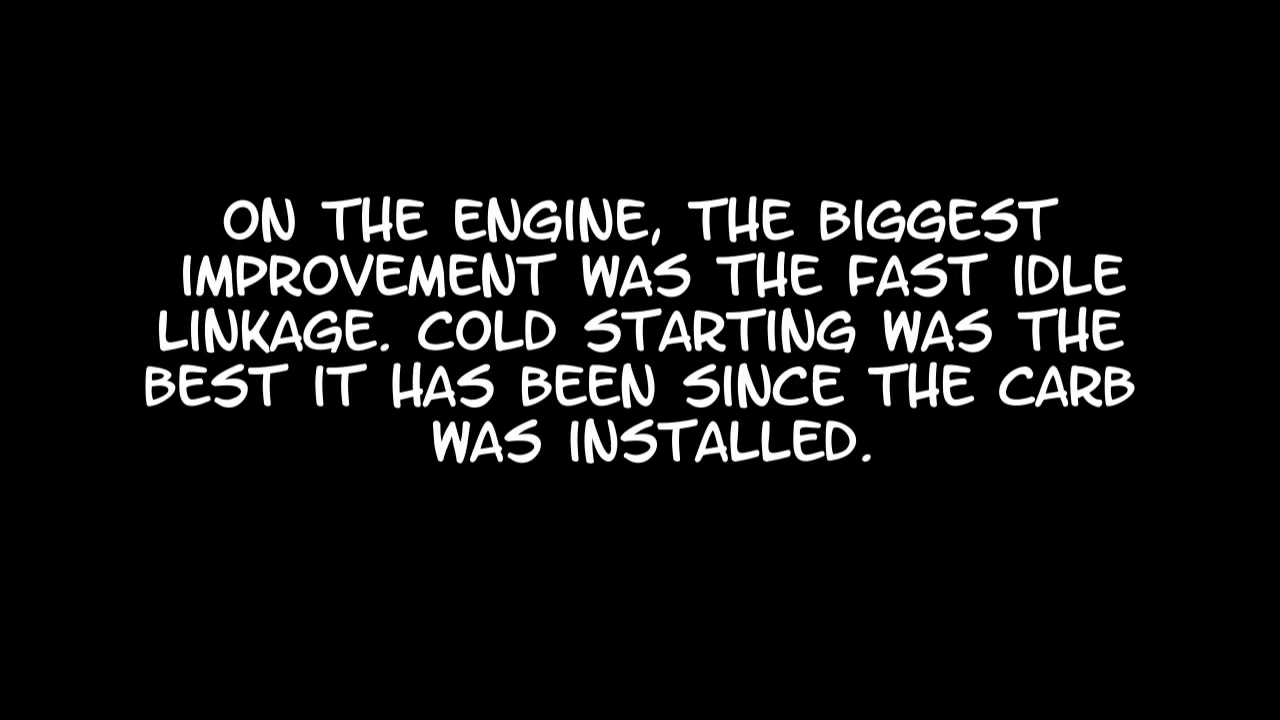 ON THE ENGINE, THE BIGGEST
IMPROVEMENT WAS THE FAST IDLE
LINKAGE. COLD STARTING WAS THE
BEST IT HAS BEEN SINCE THE CARB
WAS INSTALLED.